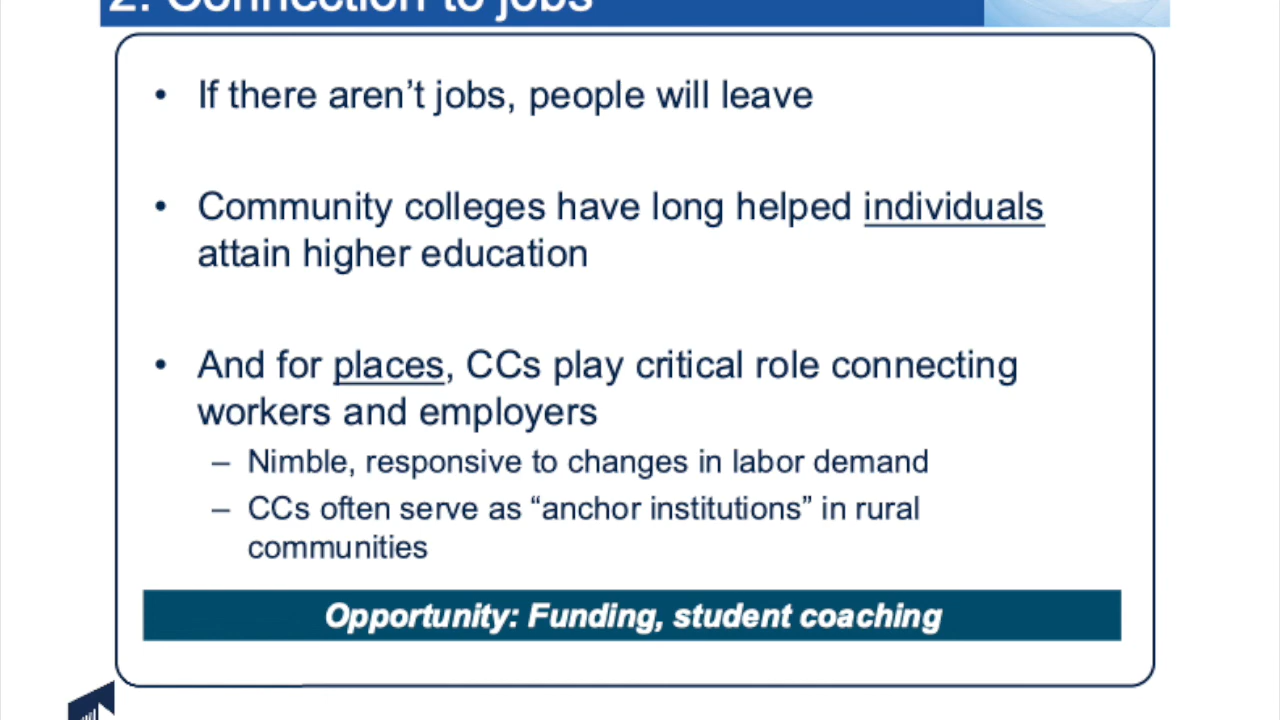 2. Connection to jobs
• If there aren’t jobs, people will leave
• Community colleges have long helped individuals
attain higher education
• And for places, CCs play critical role connecting
workers and employers
– Nimble, responsive to changes in labor demand
– CCs often serve as “anchor institutions” in rural
communities
Opportunity: Funding, student coaching